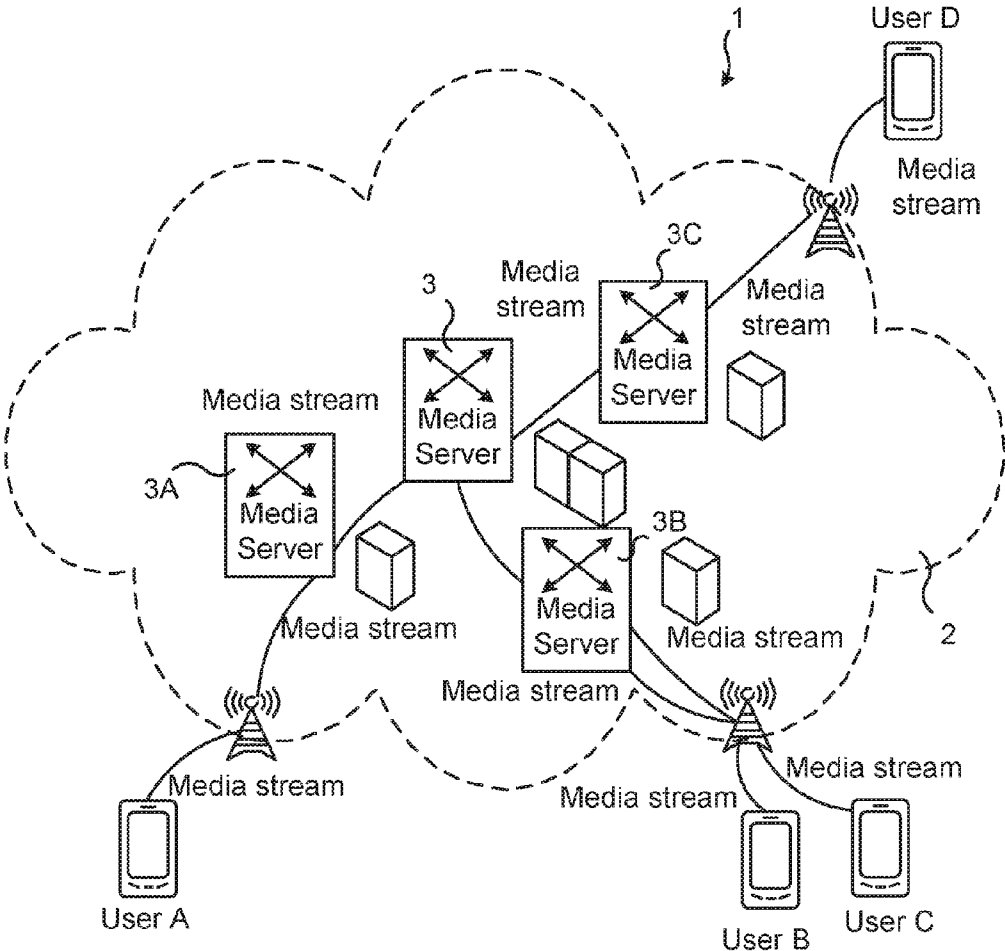 1
User D
Media
stream
3C
Media
stream
3
Media
stream
Media
Server
Media
Server
Media stream
3A
Media
Server
3B
Media
Server
Media stream
Media stream
2
Media stream
Media stream
Media stream
Media stream
User A
User B
User C